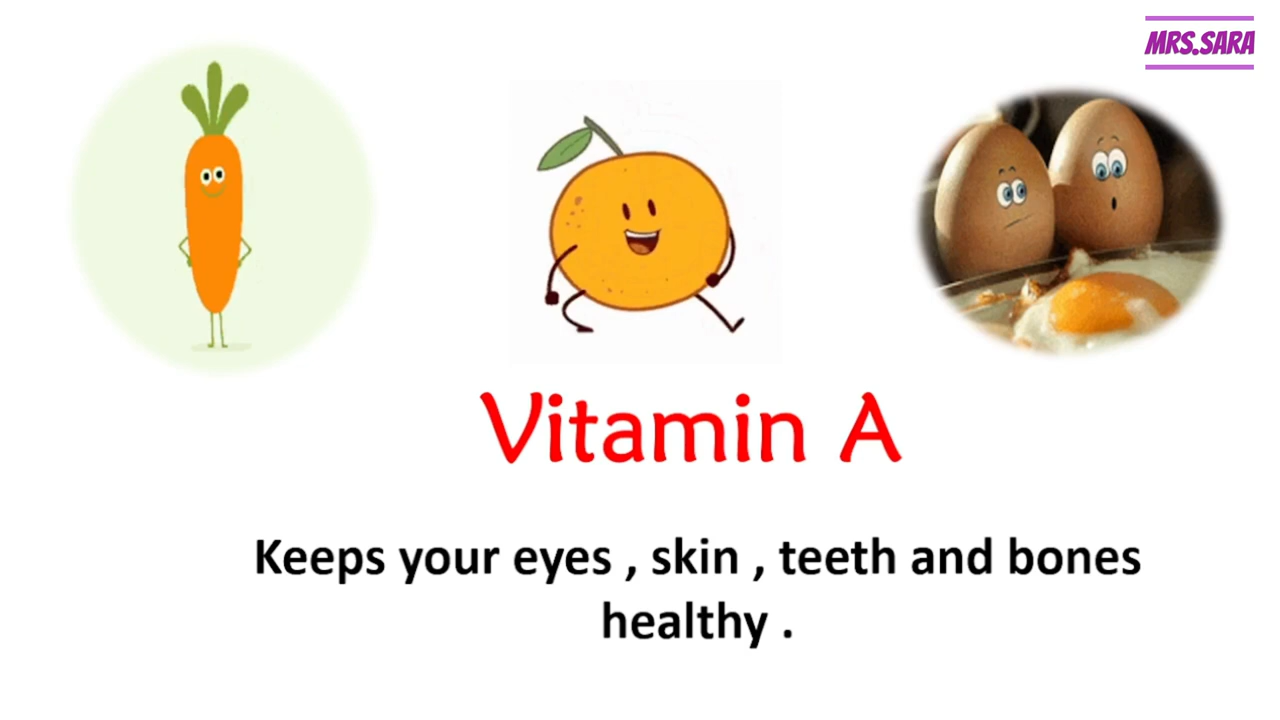 MRS.SARA
Vitamin A
Keeps your eyes , skin , teeth and bones
healthy .